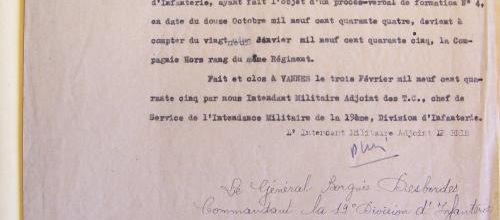 d'Infanterie, ayant fait l'objet d'un procès-verbal de formation N° 4,
en date du douze Octobre mil neuf cent quarante quatre, devient à
compter du vingt neuf Janvier mil neuf cent quarante cinq, la Com-
pagnie Hors rang du même Régiment.
Fait et clos à VANNES le trois Février mil neuf cent qua-
rante cinq par nous Intendant Militaire Adjoint des T.C., chef de
Service de l'Intendance Militaire de la 19ème, Division d'Infanterie.
L' Intendant Militaire Adjoint
Le Général Borgnis Desbordes
Commandant la 19e Division d'Infanterie